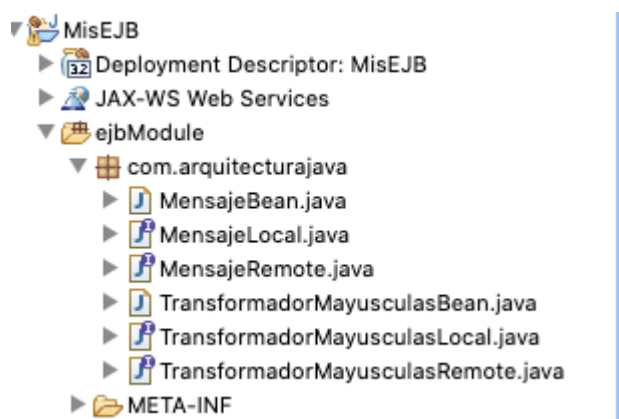 MisEJB
Deployment Descriptor: MisEJB
JAX-WS Web Services
ejbModule
com.arquitecturajava
MensajeBean.java
MensajeLocal.java
MensajeRemote.java
TransformadorMayusculasBean.java
TransformadorMayusculasLocal.java
TransformadorMayusculasRemote.java
META-INF